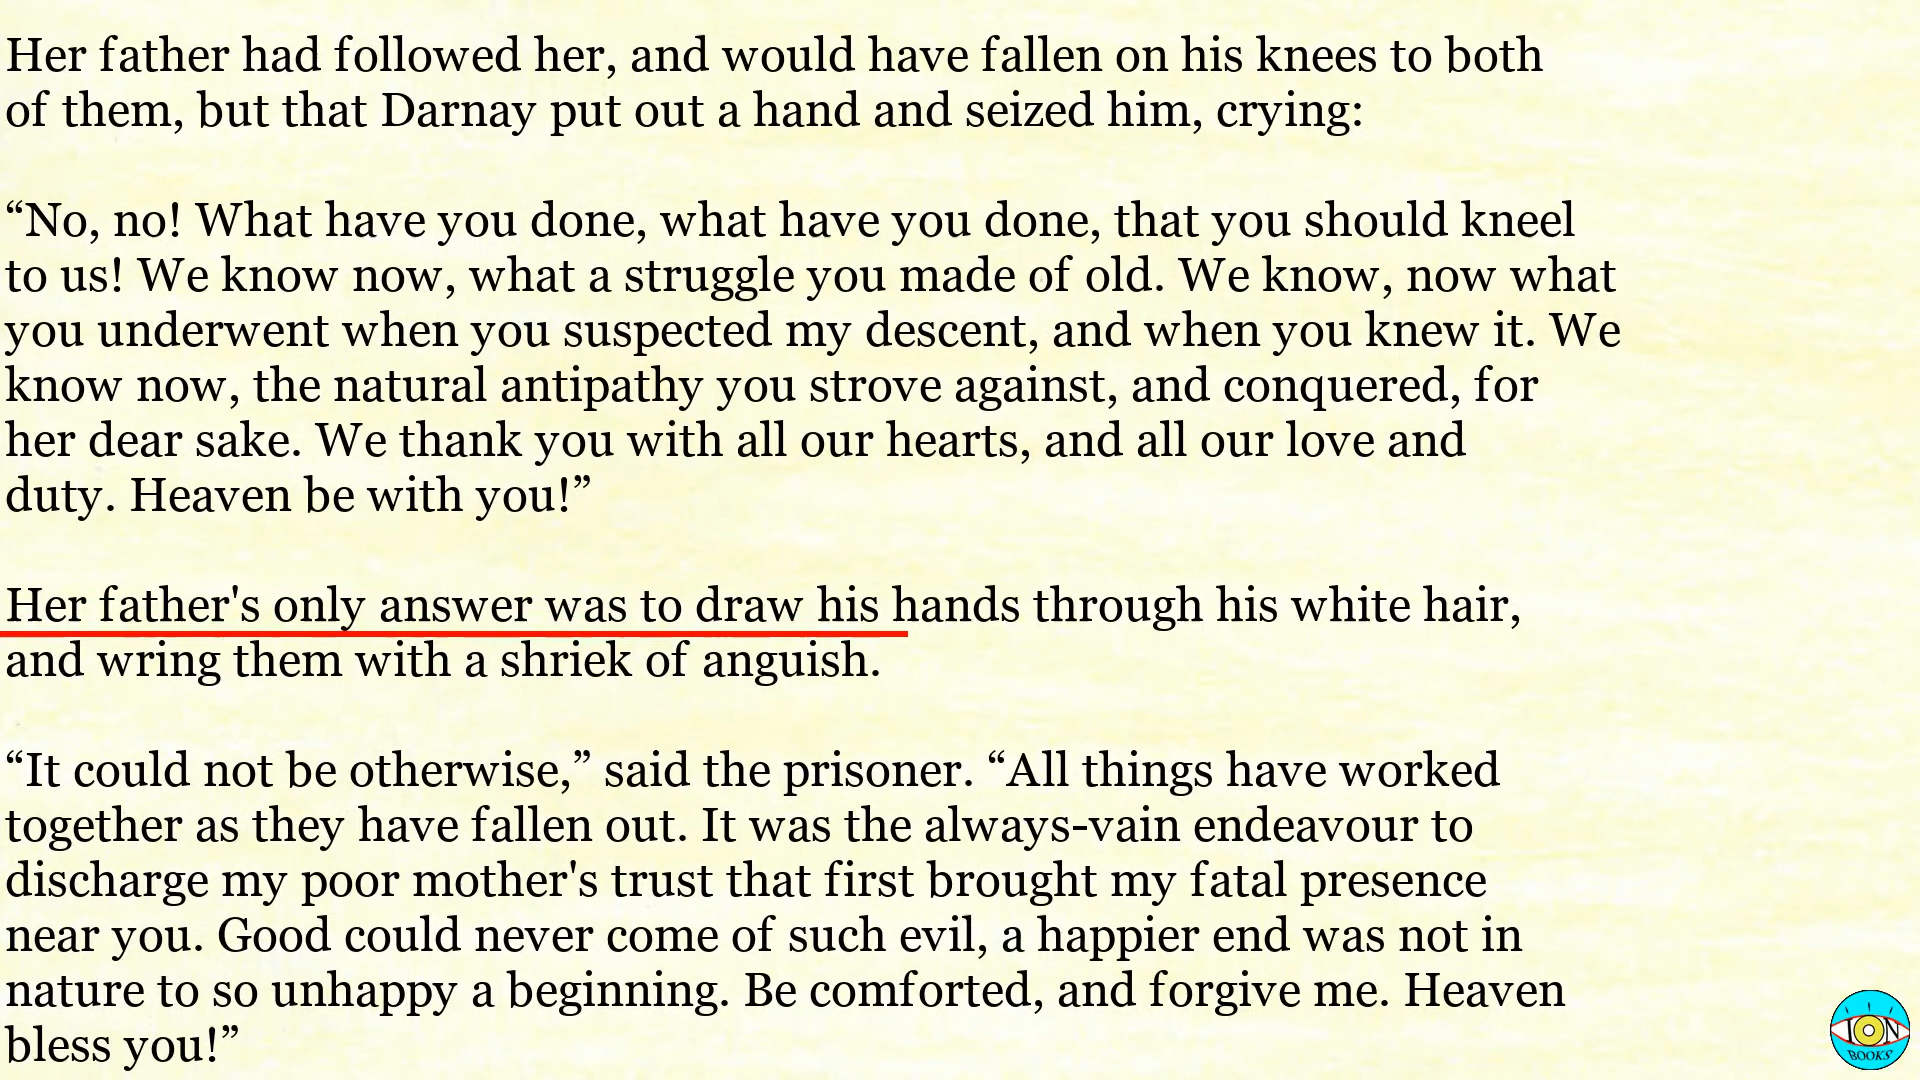 Her father had followed her, and would have fallen on his knees to both
of them, but that Darnay put out a hand and seized him, crying:
“No, no! What have you done, what have you done, that you should kneel
to us! We know now, what a struggle you made of old. We know, now what
you underwent when you suspected my descent, and when you knew it. We
know now, the natural antipathy you strove against, and conquered, for
her dear sake. We thank you with all our hearts, and all our love and
duty. Heaven be with you!”
Her father's only answer was to draw his hands through his white hair,
and wring them with a shriek of anguish.
“It could not be otherwise,” said the prisoner. “All things have worked
together as they have fallen out. It was the always-vain endeavour to
discharge my poor mother's trust that first brought my fatal presence
near you. Good could never come of such evil, a happier end was not in
nature to so unhappy a beginning. Be comforted, and forgive me. Heaven
bless you!”
ION
BOOKS